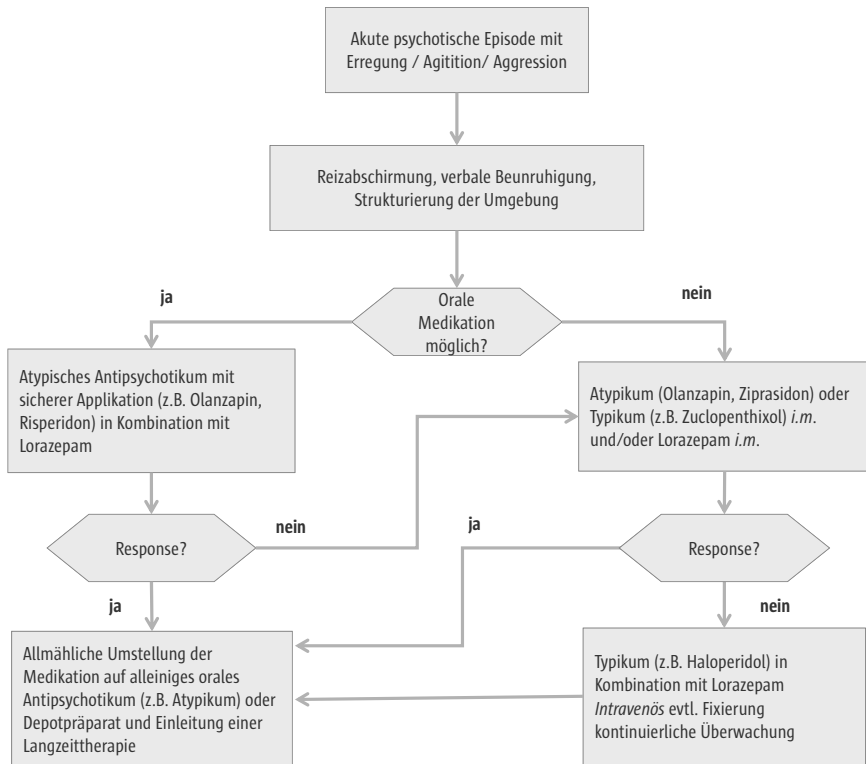 Akute psychotische Episode mit
Erregung / Agitition/ Aggression
Reizabschirmung, verbale Beunruhigung,
Strukturierung der Umgebung
ja
Orale
Medikation
möglich?
nein
Atypisches Antipsychotikum mit
sicherer Applikation (z.B. Olanzapin,
Risperidon) in Kombination mit
Lorazepam
Atypikum (Olanzapin, Ziprasidon) oder
Typikum (z.B. Zuclopenthixol) i.m.
und/oder Lorazepam i.m.
Response?
nein
ja
Response?
ja
nein
Allmähliche Umstellung der
Medikation auf alleiniges orales
Antipsychotikum (z.B. Atypikum) oder
Depotpräparat und Einleitung einer
Langzeittherapie
Typikum (z.B. Haloperidol) in
Kombination mit Lorazepam
Intravenös evtl. Fixierung
kontinuierliche Überwachung